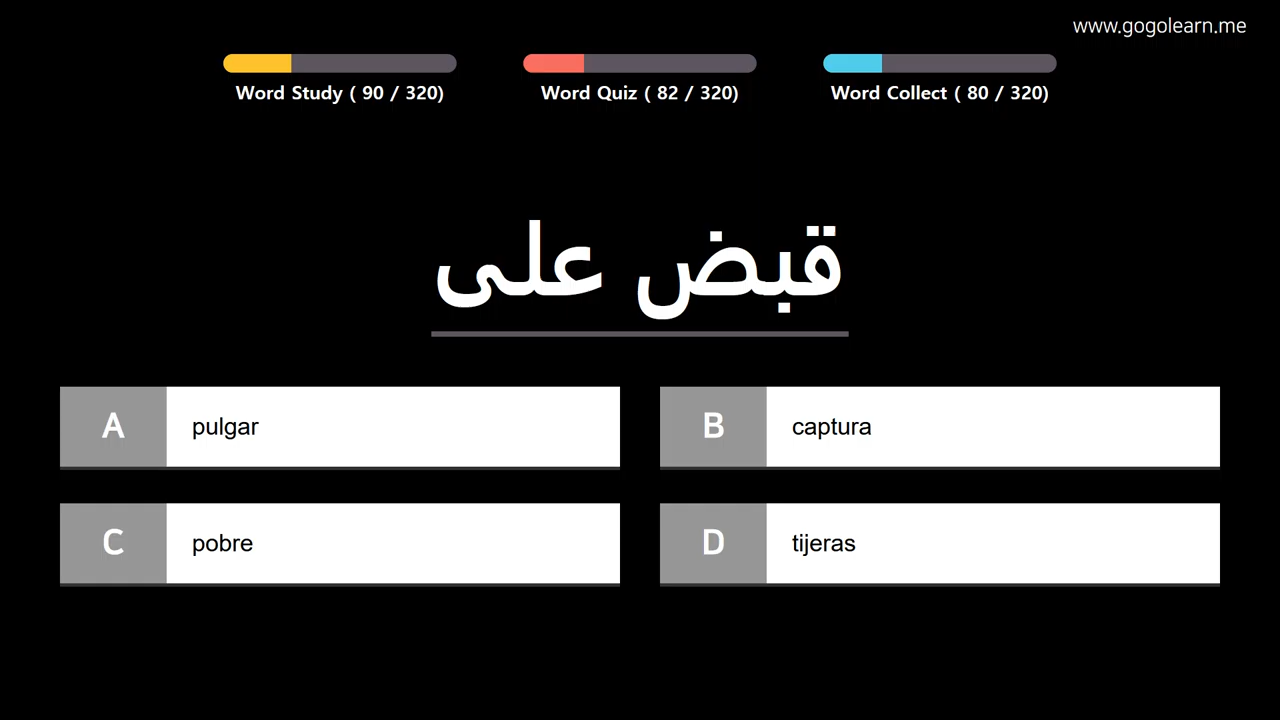 www.gogolearn.me
Word Study ( 90 / 320)
Word Quiz ( 82 / 320)
Word Collect ( 80 / 320)
قبض على
A pulgar
B captura
C pobre
D tijeras